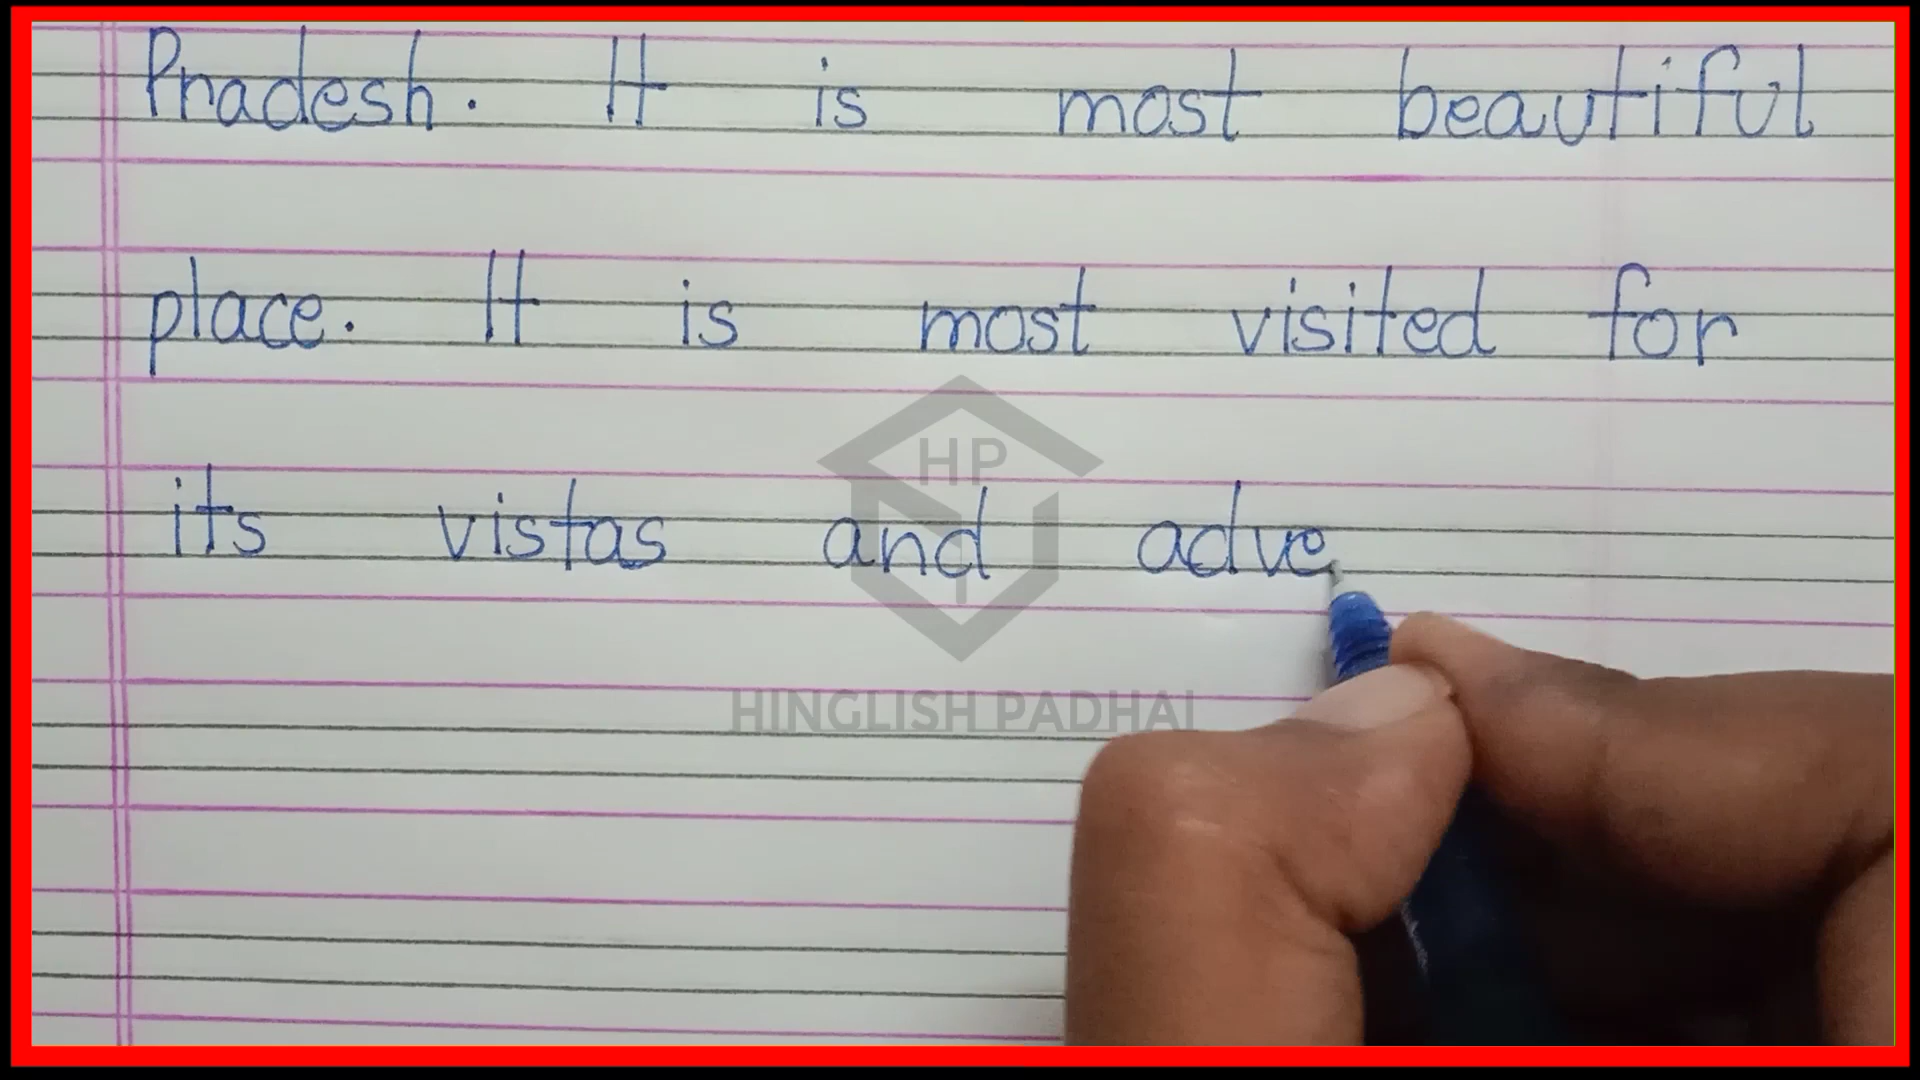 Pradesh. It is most beautiful
place. It is most visited for
its vistas and adve
HP
HINGLISH PADHAI